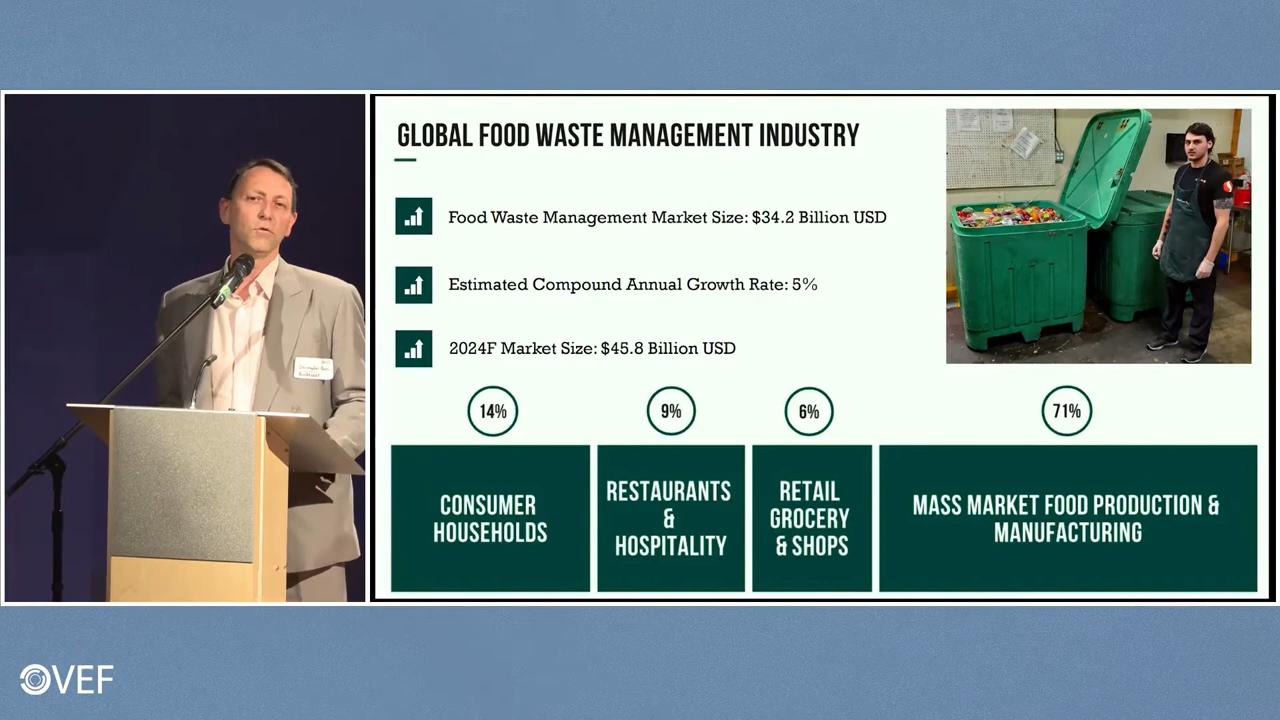 GLOBAL FOOD WASTE MANAGEMENT INDUSTRY
Food Waste Management Market Size: $34.2 Billion USD
Estimated Compound Annual Growth Rate: 5%
2024F Market Size: $45.8 Billion USD
14%
9%
6%
71%
CONSUMER
HOUSEHOLDS
RESTAURANTS
&
HOSPITALITY
RETAIL
GROCERY
& SHOPS
MASS MARKET FOOD PRODUCTION &
MANUFACTURING
VEF